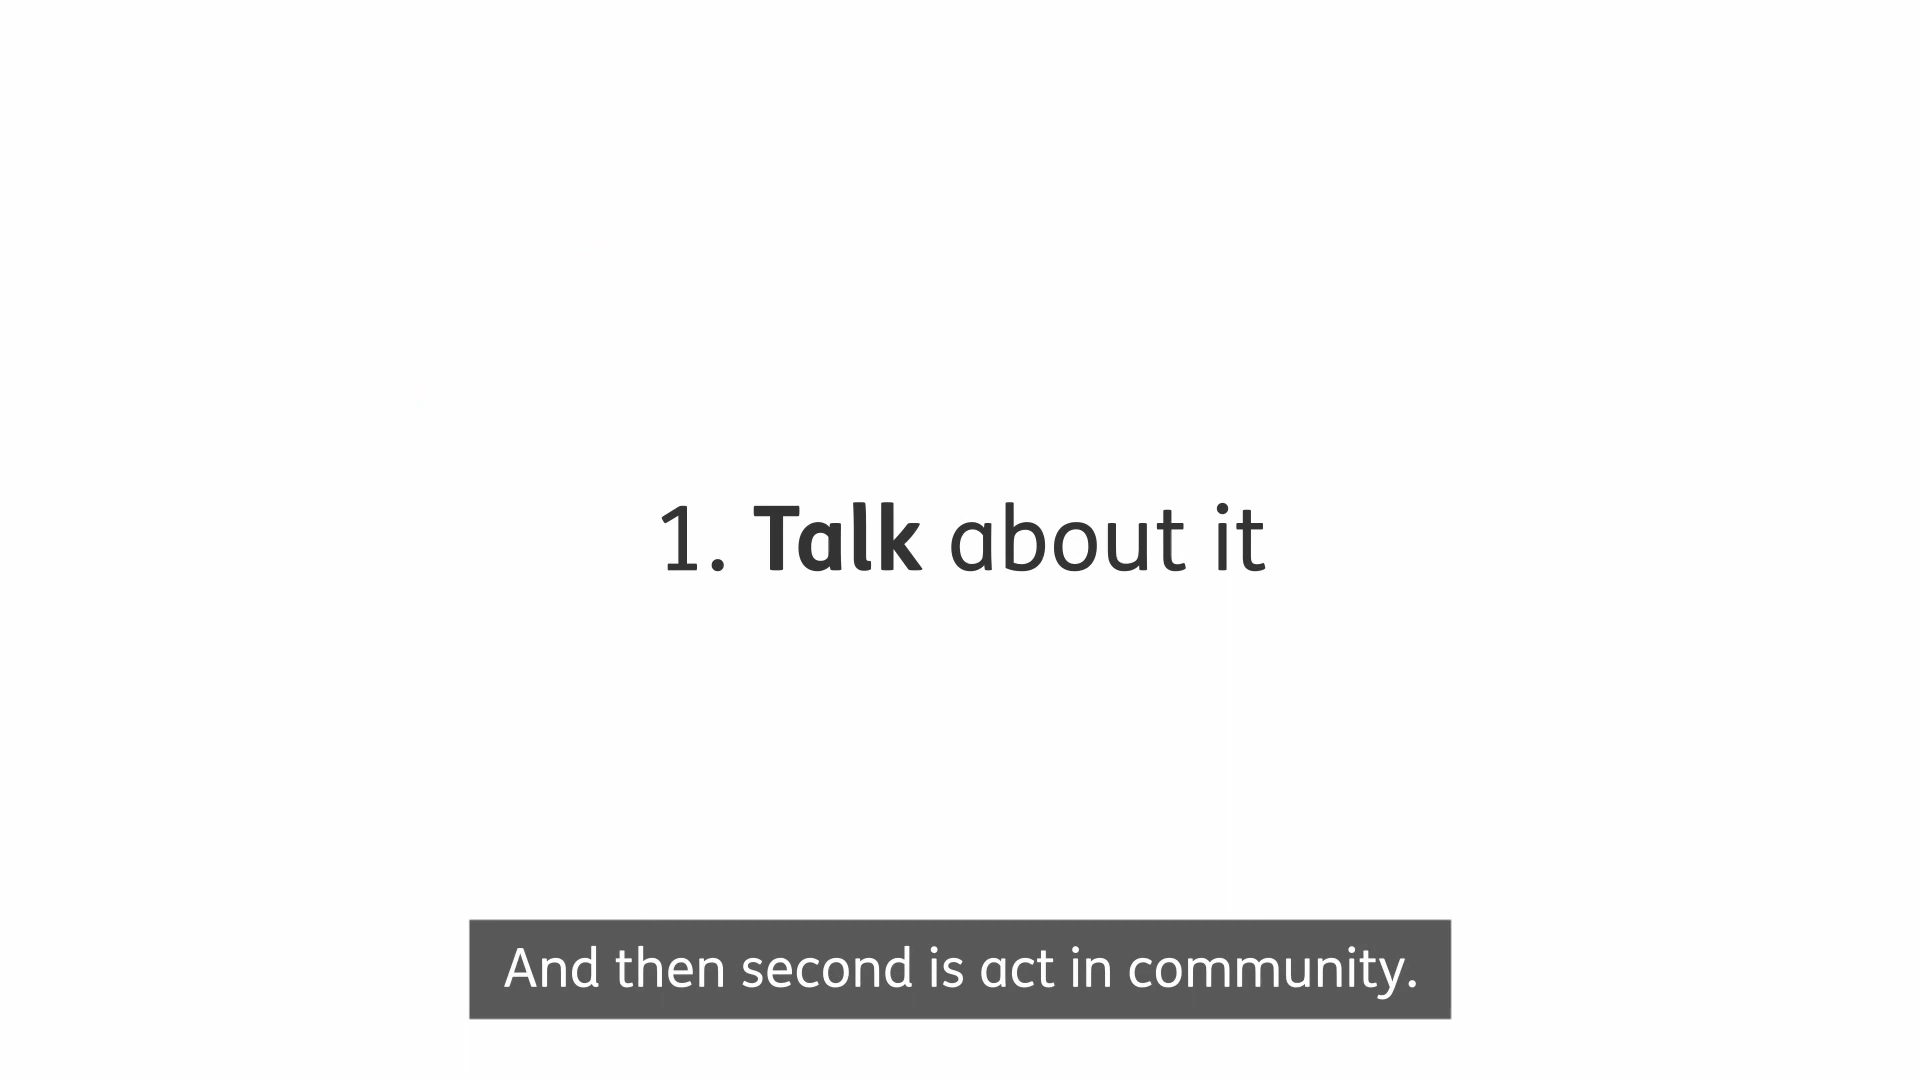 1. Talk about it
And then second is act in community.